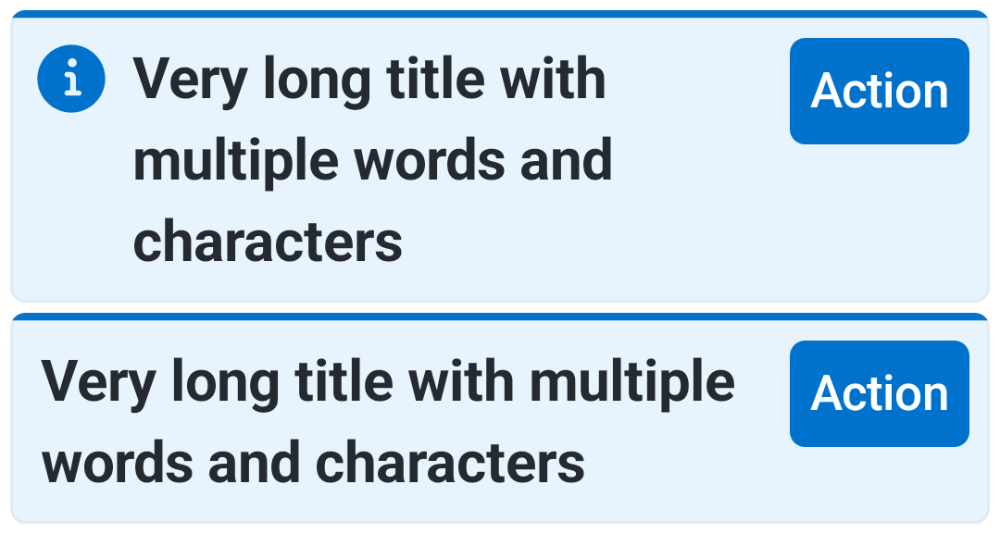 Very long title with
multiple words and
characters
Action
Very long title with multiple
words and characters
Action